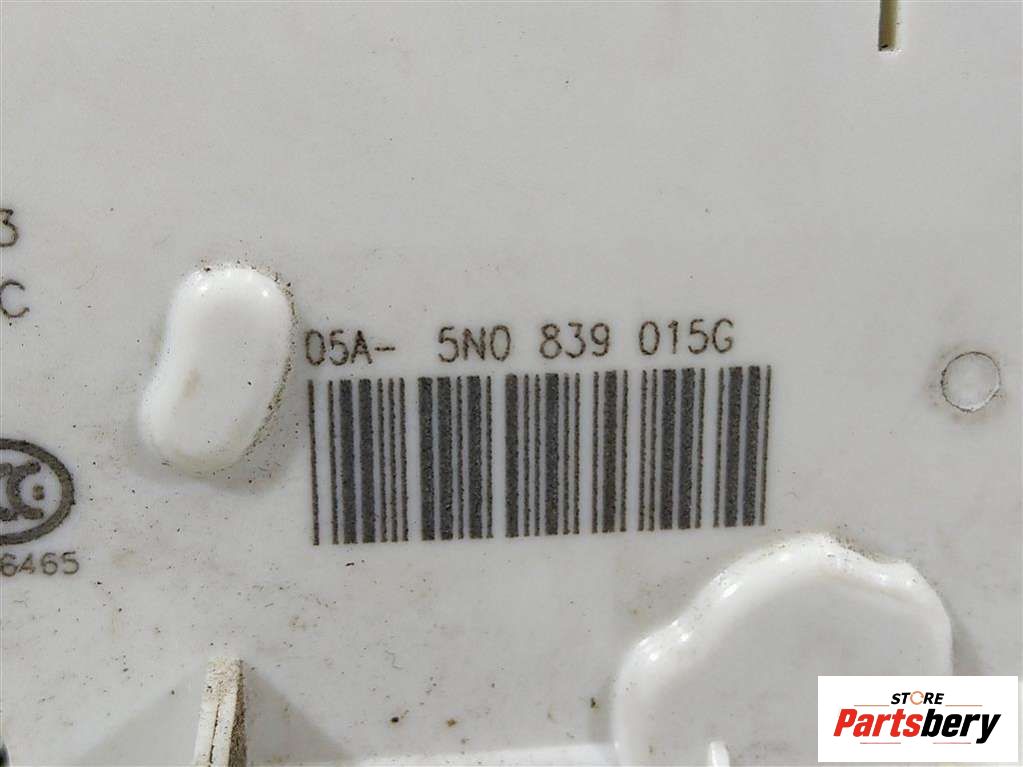 3
C
05A- 5N0 839 015G
6465
STORE
Partsbery